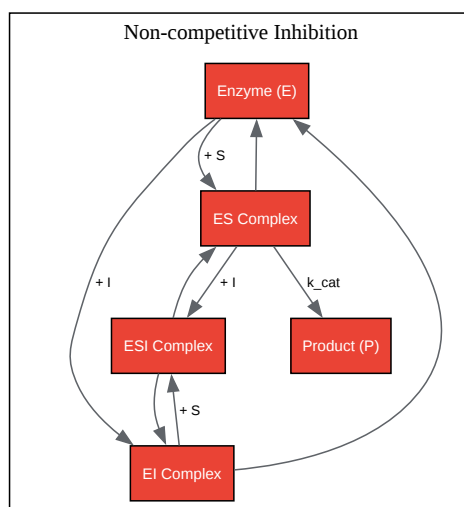 Non-competitive Inhibition
Enzyme (E)
+ S
ES Complex
+ I
+ I
k_cat
ESI Complex
Product (P)
+ S
EI Complex